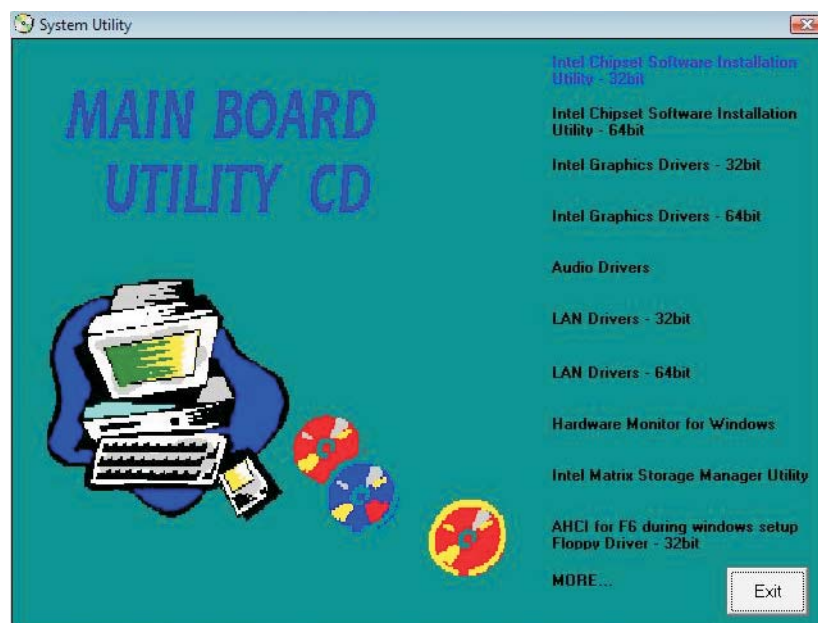 System Utility
MAIN BOARD
UTILITY CD
Intel Chipset Software Installation
Utility - 32bit
Intel Chipset Software Installation
Utility - 64bit
Intel Graphics Drivers - 32bit
Intel Graphics Drivers - 64bit
Audio Drivers
LAN Drivers - 32bit
LAN Drivers - 64bit
Hardware Monitor for Windows
Intel Matrix Storage Manager Utility
AHCI for F6 during windows setup
Floppy Driver - 32bit
MORE...
Exit